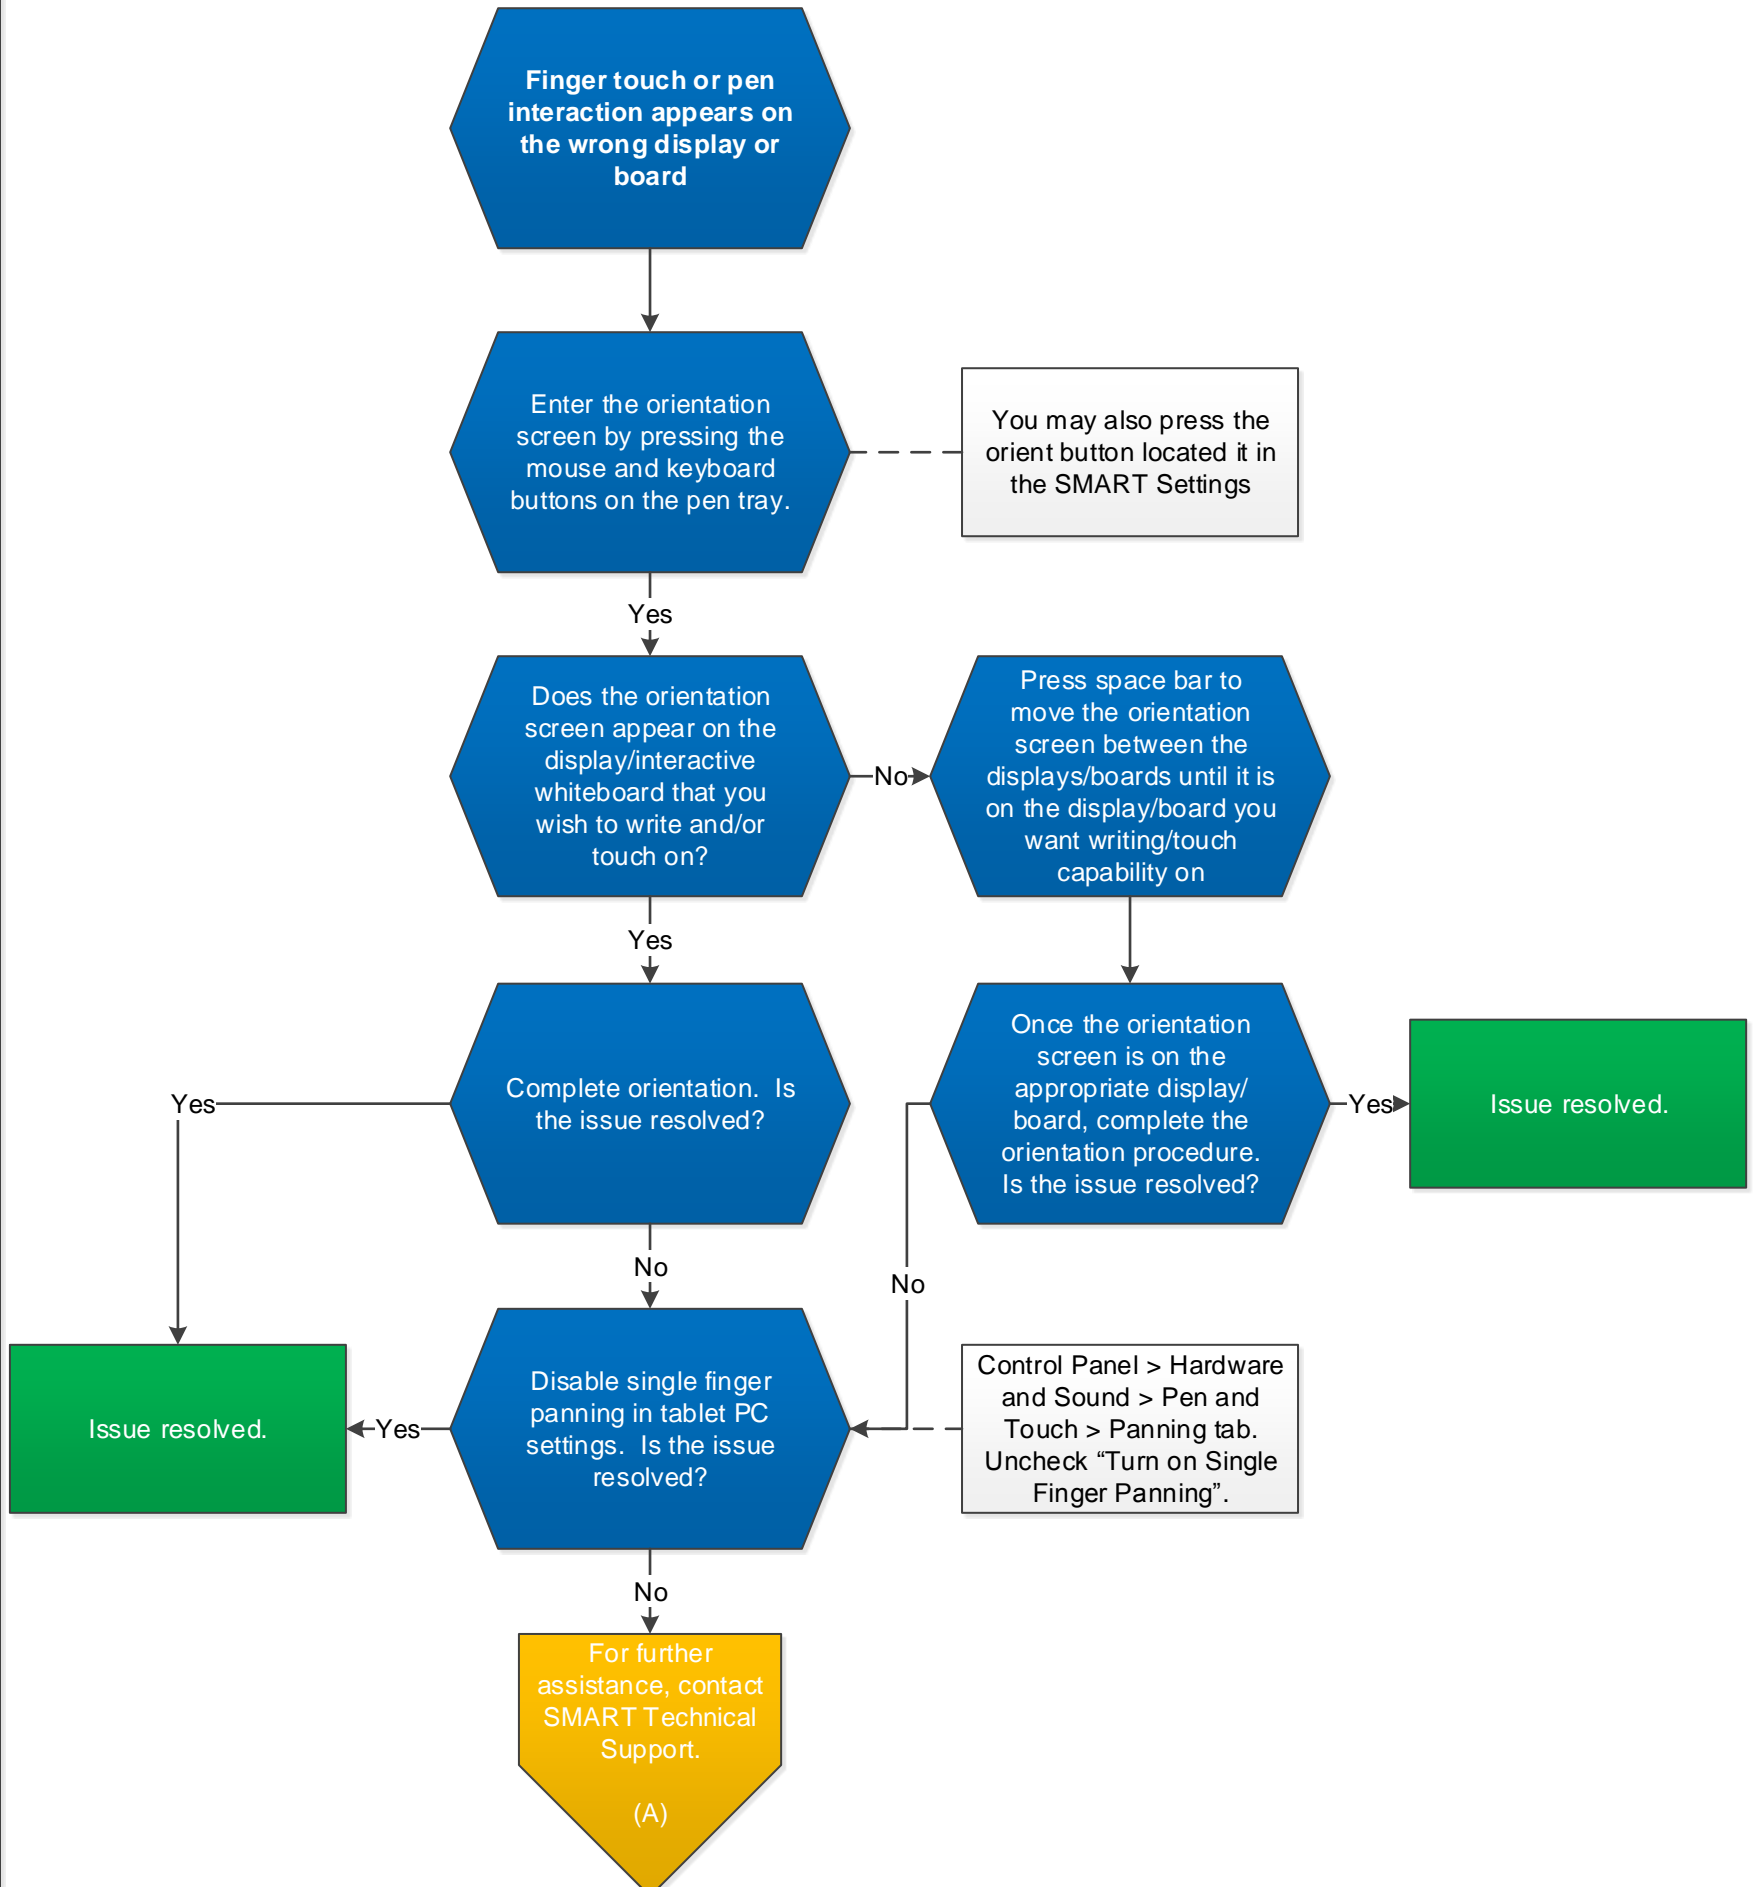 Finger touch or pen
interaction appears on
the wrong display or
board
Enter the orientation
screen by pressing the
mouse and keyboard
buttons on the pen tray.
You may also press the
orient button located it in
the SMART Settings
Yes
Does the orientation
screen appear on the
display/interactive
whiteboard that you
wish to write and/or
touch on?
No
Press space bar to
move the orientation
screen between the
displays/boards until it is
on the display/board you
want writing/touch
capability on
Yes
Complete orientation.  Is
the issue resolved?
Once the orientation
screen is on the
appropriate display/
board, complete the
orientation procedure.
Is the issue resolved?
Yes
Issue resolved.
Yes
No
No
Disable single finger
panning in tablet PC
settings.  Is the issue
resolved?
Control Panel > Hardware
and Sound > Pen and
Touch > Panning tab.
Uncheck “Turn on Single
Finger Panning”.
Yes
Issue resolved.
No
For further
assistance, contact
SMART Technical
Support.
(A)